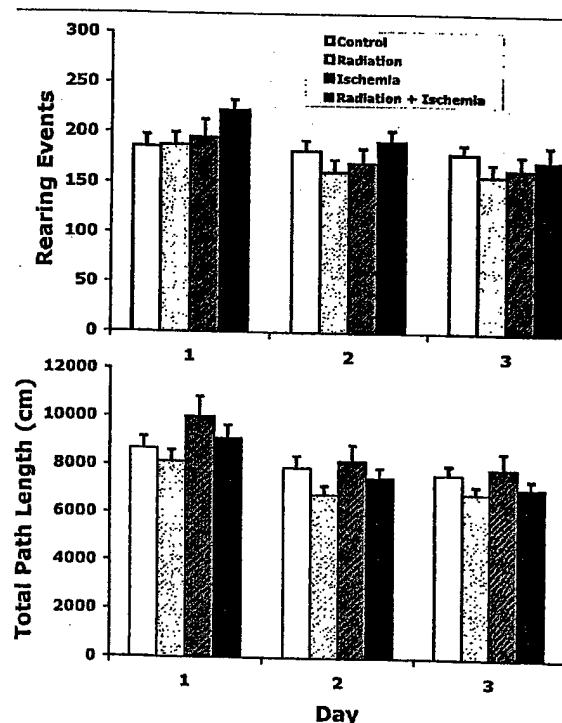 300
250
200
150
100
50
0
Rearing Events
Control
Radiation
Ischemia
Radiation + Ischemia
1 2 3
12000
10000
8000
6000
4000
2000
0
Total Path Length (cm)
1 2 3
Day